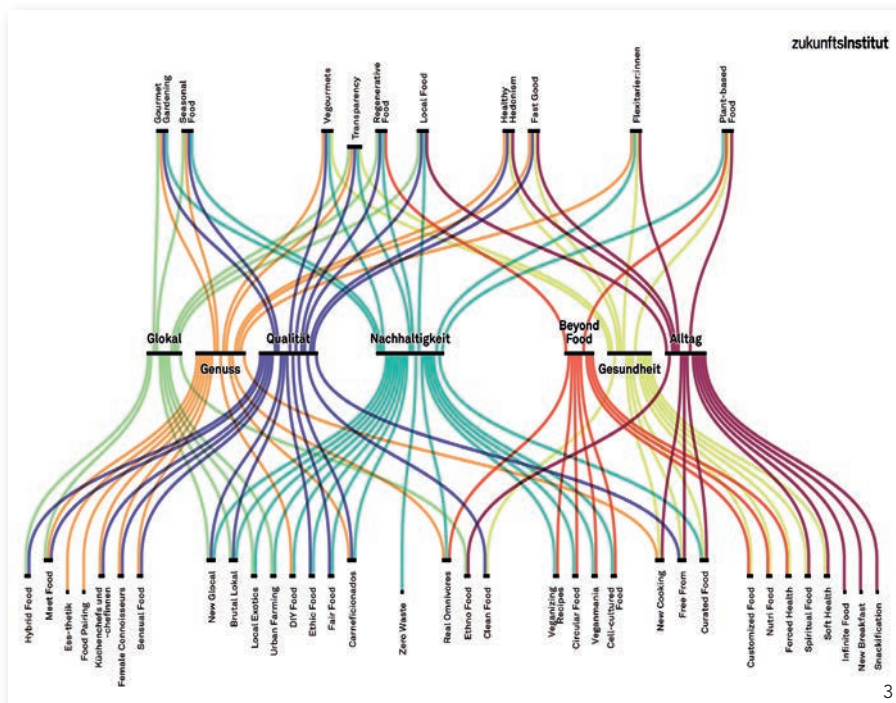 zukunftsInstitut
Gourmet
Gardening
Seasonal
Food
Vegourmets
Transparency
Regenerative
Food
Local Food
Healthy
Hedonism
Fast Good
Flexitarier:innen
Plant-based
Food
Glokal
Genuss
Qualität
Nachhaltigkeit
Beyond
Food
Gesundheit
Alltag
Hybrid Food
Meet Food
Ess-thetik
Food Pairing
Küchenchefs und
-chefinnen
Female Connoisseurs
Sensual Food
New Glocal
Brutal Lokal
Local Exotics
Urban Farming
DIY Food
Ethic Food
Fair Food
Carneficionados
Zero Waste
Real Omnivores
Ethno Food
Clean Food
Veganizing
Recipes
Circular Food
Veganmania
Cell-cultured
Food
New Cooking
Free From
Curated Food
Customized Food
Nutri Food
Forced Health
Spiritual Food
Soft Health
Infinite Food
New Breakfast
Snackification
3